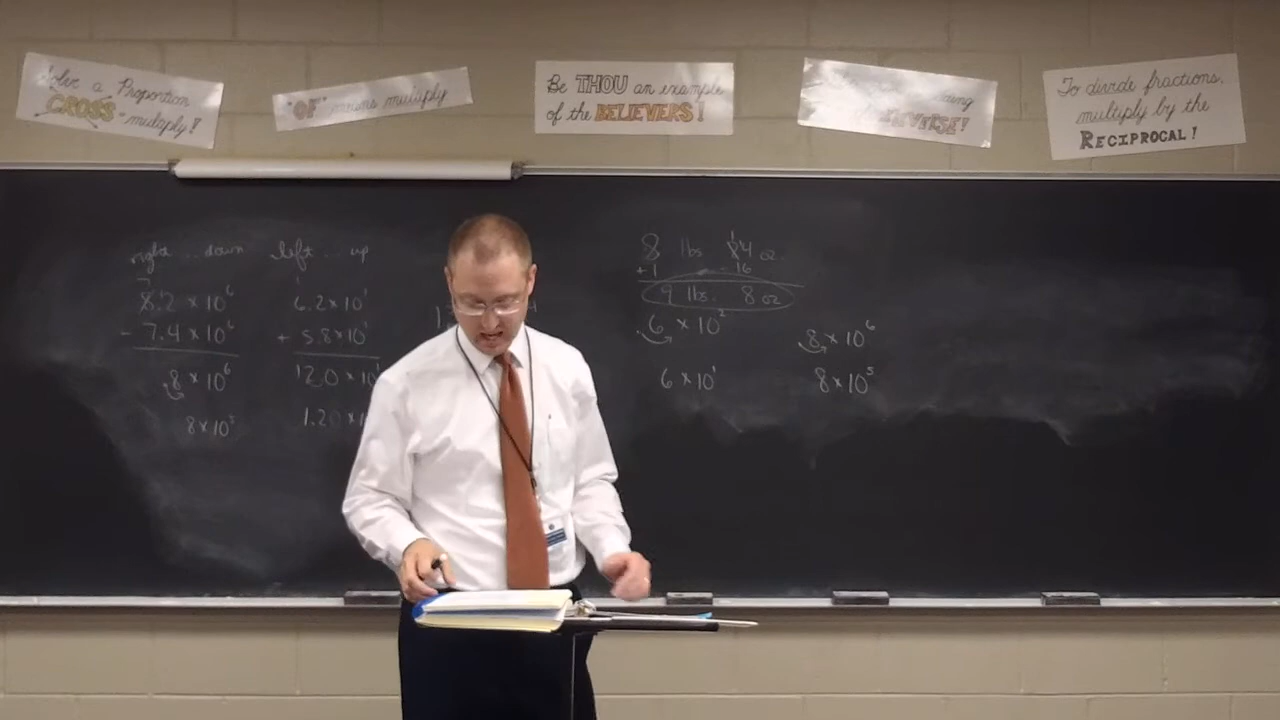 Solve a Proportion
CROSS-multiply!
"OF" means multiply
Be THOU an example
of the BELIEVERS!
INVERSE!
To divide fractions,
multiply by the
RECIPROCAL!
right ... down
8.2 × 10⁶
- 7.4 × 10⁶
.8 × 10⁶
8 × 10⁵
left ... up
6.2 × 10¹
+ 5.8 × 10¹
12.0 × 10¹
1.20 × 1
8 lbs 24 oz.
+1 - 16
9 lbs. 8 oz
.6 × 10²
6 × 10¹
.8 × 10⁶
8 × 10⁵